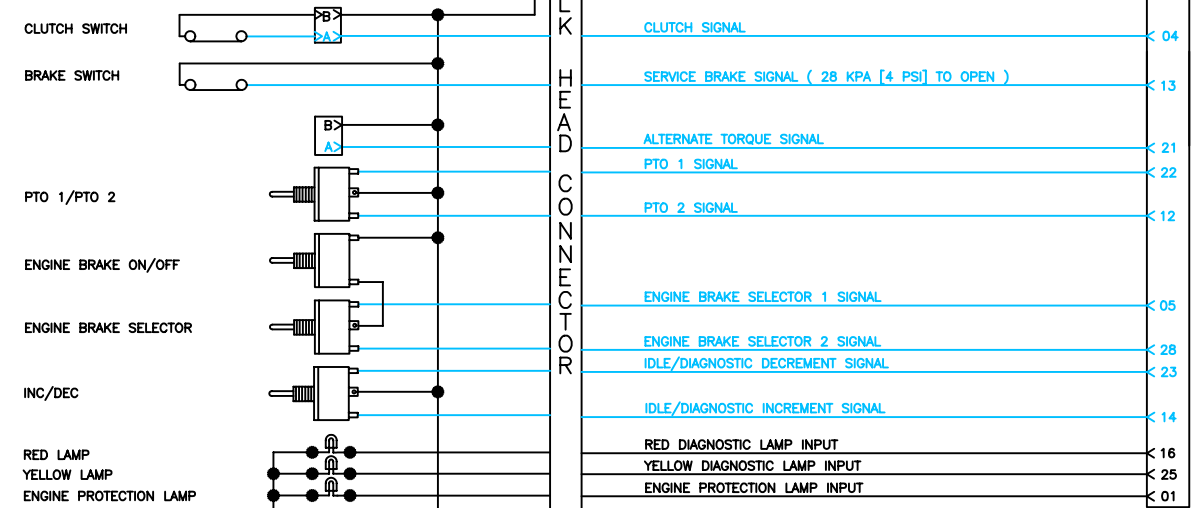 CLUTCH SWITCH
B
A
CLUTCH SIGNAL
04
BRAKE SWITCH
SERVICE BRAKE SIGNAL ( 28 KPA [4 PSI] TO OPEN )
13
B
A
ALTERNATE TORQUE SIGNAL
21
PTO 1/PTO 2
PTO 1 SIGNAL
22
PTO 2 SIGNAL
12
ENGINE BRAKE ON/OFF
ENGINE BRAKE SELECTOR
ENGINE BRAKE SELECTOR 1 SIGNAL
05
ENGINE BRAKE SELECTOR 2 SIGNAL
28
IDLE/DIAGNOSTIC DECREMENT SIGNAL
23
INC/DEC
IDLE/DIAGNOSTIC INCREMENT SIGNAL
14
RED LAMP
RED DIAGNOSTIC LAMP INPUT
16
YELLOW LAMP
YELLOW DIAGNOSTIC LAMP INPUT
25
ENGINE PROTECTION LAMP
ENGINE PROTECTION LAMP INPUT
01
LK HEAD CONNECTOR